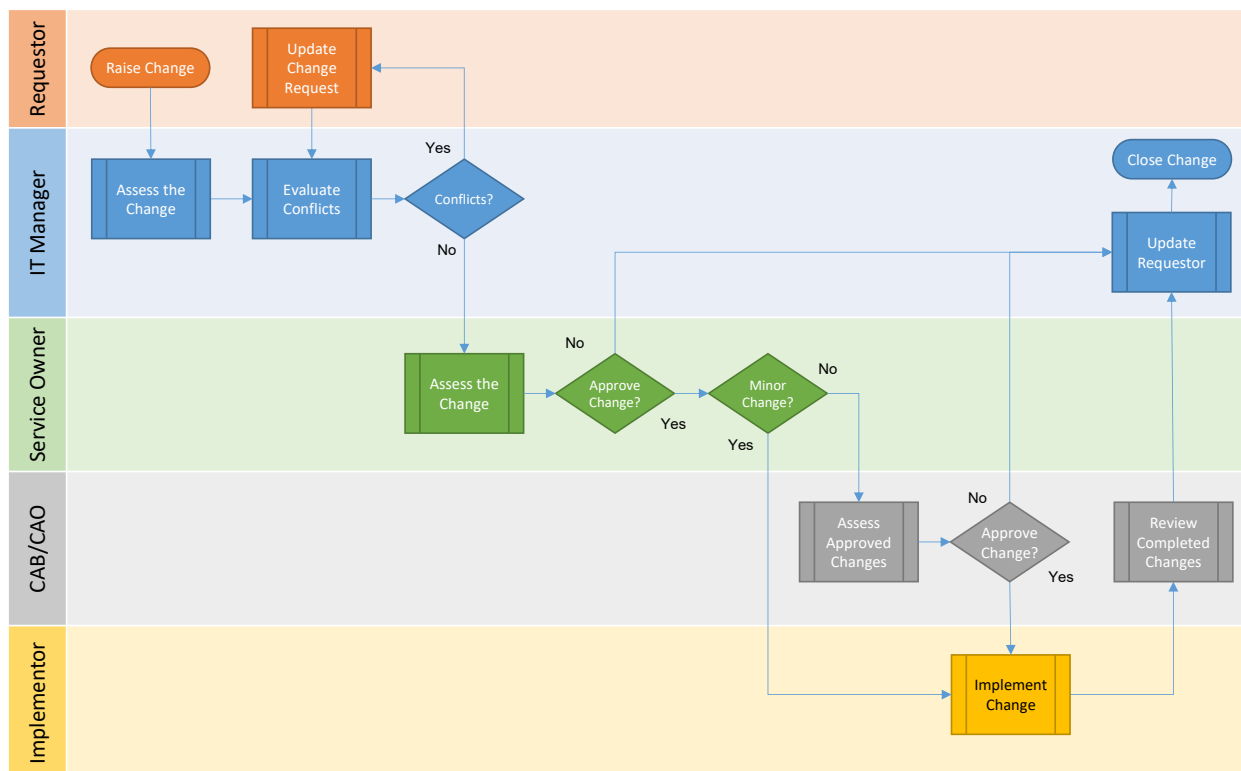 Requestor
Raise Change
Update
Change
Request
IT Manager
Yes
Assess the
Change
Evaluate
Conflicts
Conflicts?
No
Close Change
Update
Requestor
Service Owner
Assess the
Change
No
Approve
Change?
Yes
Minor
Change?
No
Yes
CAB/CAO
Assess
Approved
Changes
No
Approve
Change?
Yes
Review
Completed
Changes
Implementor
Implement
Change